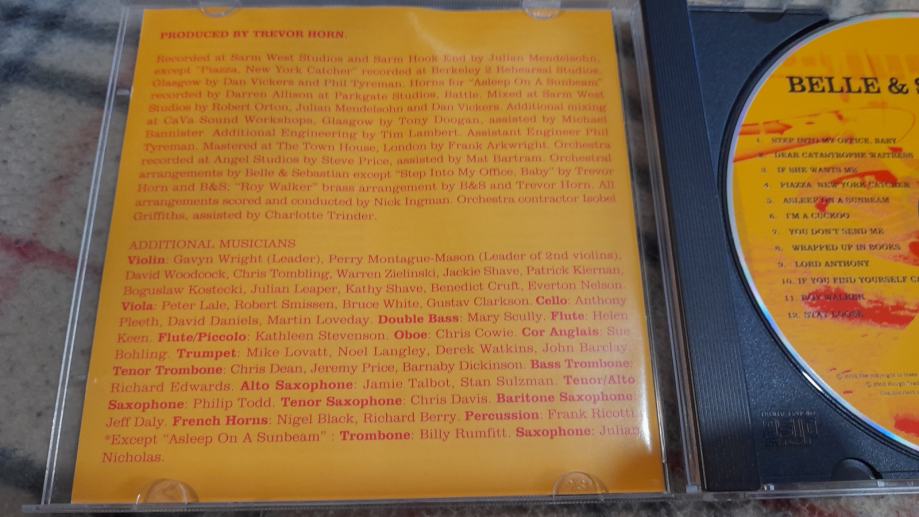 PRODUCED BY TREVOR HORN.
Recorded at Sarm West Studios and Sarm Hook End by Julian Mendelsohn,
except "Piazza, New York Catcher" recorded at Berkeley 2 Rehearsal Studios,
Glasgow by Dan Vickers and Phil Tyreman. Horns for "Asleep On A Sunbeam"
recorded by Darren Allison at Parkgate Studios, Battle. Mixed at Sarm West
Studios by Robert Orton, Julian Mendelsohn and Dan Vickers. Additional mixing
at CaVa Sound Workshops, Glasgow by Tony Doogan, assisted by Michael
Bannister. Additional Engineering by Tim Lambert. Assistant Engineer Phil
Tyreman. Mastered at The Town House, London by Frank Arkwright. Orchestra
recorded at Angel Studios by Steve Price, assisted by Mat Bartram. Orchestral
arrangements by Belle & Sebastian except "Step Into My Office, Baby" by Trevor
Horn and B&S; "Roy Walker" brass arrangement by B&S and Trevor Horn. All
arrangements scored and conducted by Nick Ingman. Orchestra contractor Isobel
Griffiths, assisted by Charlotte Trinder.
ADDITIONAL MUSICIANS
Violin: Gavyn Wright (Leader), Perry Montague-Mason (Leader of 2nd violins),
David Woodcock, Chris Tombling, Warren Zielinski, Jackie Shave, Patrick Kiernan,
Boguslaw Kostecki, Julian Leaper, Kathy Shave, Benedict Cruft, Everton Nelson.
Viola: Peter Lale, Robert Smissen, Bruce White, Gustav Clarkson. Cello: Anthony
Pleeth, David Daniels, Martin Loveday. Double Bass: Mary Scully. Flute: Helen
Keen. Flute/Piccolo: Kathleen Stevenson. Oboe: Chris Cowie. Cor Anglais: Sue
Bohling. Trumpet: Mike Lovatt, Noel Langley, Derek Watkins, John Barclay.
Tenor Trombone: Chris Dean, Jeremy Price, Barnaby Dickinson. Bass Trombone:
Richard Edwards. Alto Saxophone: Jamie Talbot, Stan Sulzman. Tenor/Alto
Saxophone: Philip Todd. Tenor Saxophone: Chris Davis. Baritone Saxophone:
Jeff Daly. French Horns: Nigel Black, Richard Berry. Percussion: Frank Ricotti.
*Except "Asleep On A Sunbeam" : Trombone: Billy Rumfitt. Saxophone: Julian
Nicholas.
BELLE & S
1. STEP INTO MY OFFICE, BABY
2. DEAR CATASTROPHE WAITRESS
3. IF SHE WANTS ME
4. PIAZZA, NEW YORK CATCHER
5. ASLEEP ON A SUNBEAM
6. I'M A CUCKOO
7. YOU DON'T SEND ME
8. WRAPPED UP IN BOOKS
9. LORD ANTHONY
10. IF YOU FIND YOURSELF C
11. ROY WALKER
12. STAY LOOSE